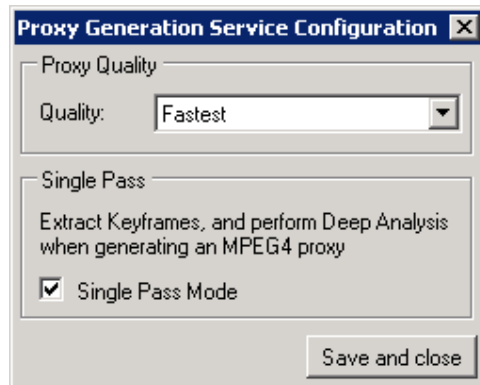 Proxy Generation Service Configuration
Proxy Quality
Quality:
Fastest
Single Pass
Extract Keyframes, and perform Deep Analysis
when generating an MPEG4 proxy
Single Pass Mode
Save and close